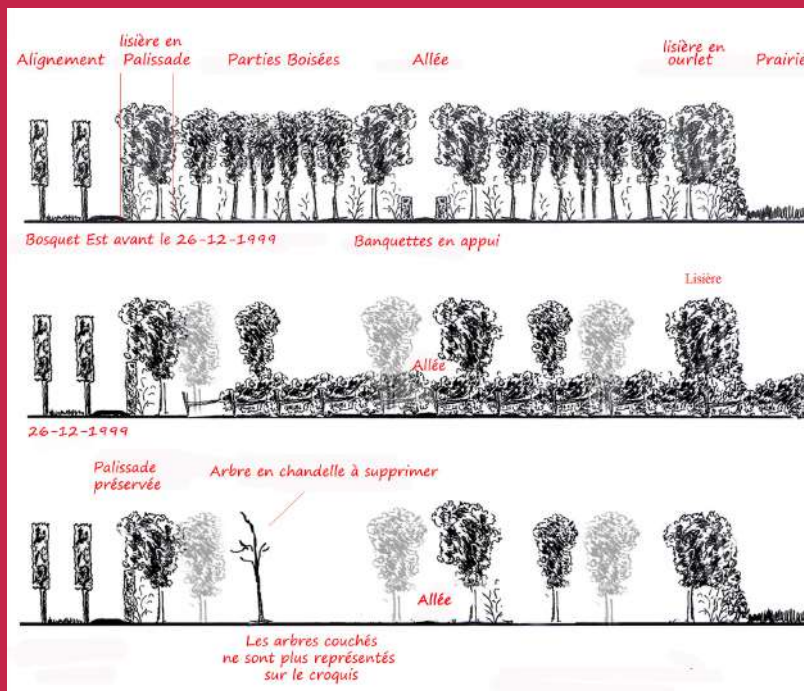 Alignement
lisière en
Palissade
Parties Boisées
Allée
lisière en
ourlet
Prairie
Bosquet Est avant le 26-12-1999
Banquettes en appui
Lisière
Allée
26-12-1999
Palissade
préservée
Arbre en chandelle à supprimer
Allée
Les arbres couchés
ne sont plus représentés
sur le croquis